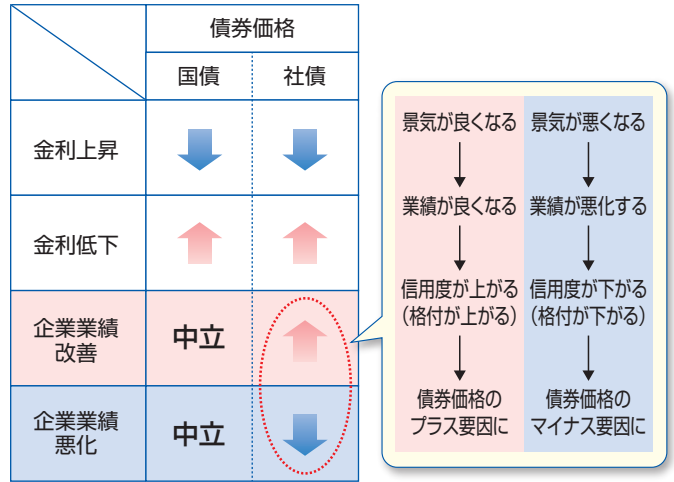 債券価格
国債
社債
金利上昇
金利低下
企業業績
改善
中立
企業業績
悪化
中立
景気が良くなる
業績が良くなる
信用度が上がる
(格付が上がる)
債券価格の
プラス要因に
景気が悪くなる
業績が悪化する
信用度が下がる
(格付が下がる)
債券価格の
マイナス要因に